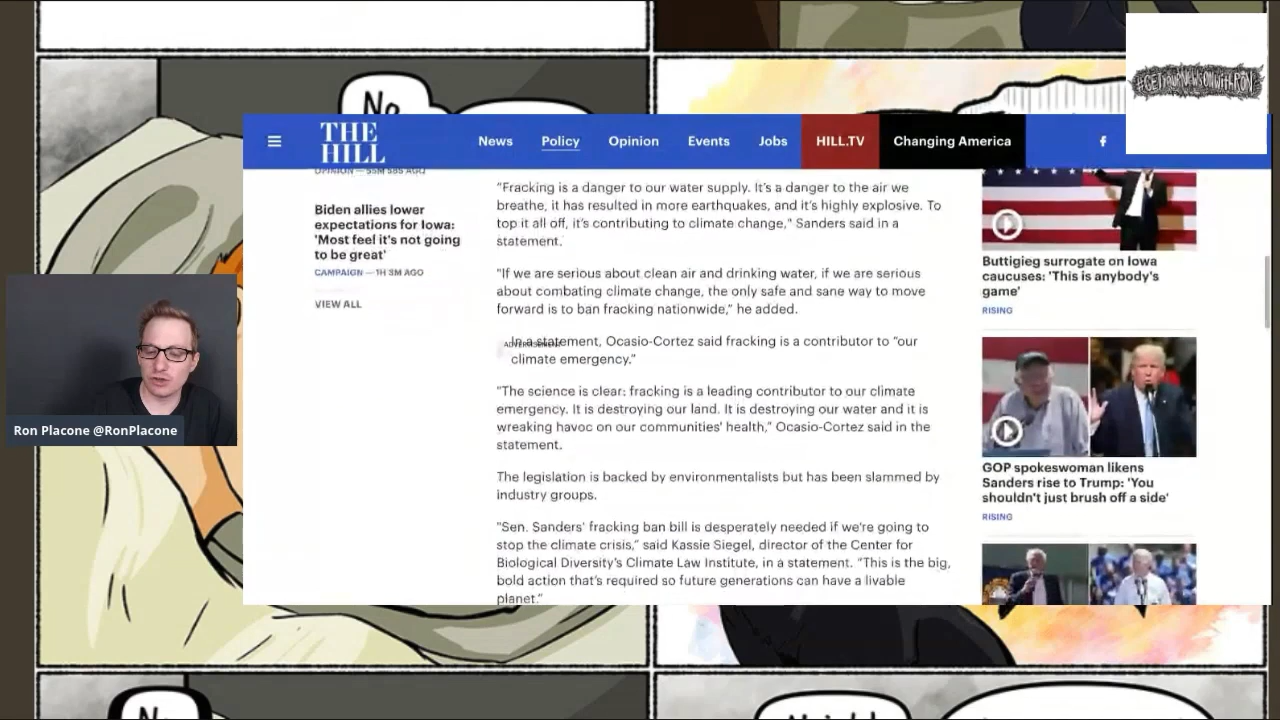 No
#GETYOURNEWSONWITHRON
THE
HILL
News
Policy
Opinion
Events
Jobs
HILL.TV
Changing America
f
OPINION — 55M 58S AGO
Biden allies lower
expectations for Iowa:
'Most feel it's not going
to be great'
CAMPAIGN — 1H 3M AGO
VIEW ALL
"Fracking is a danger to our water supply. It's a danger to the air we
breathe, it has resulted in more earthquakes, and it's highly explosive. To
top it all off, it's contributing to climate change," Sanders said in a
statement.
"If we are serious about clean air and drinking water, if we are serious
about combating climate change, the only safe and sane way to move
forward is to ban fracking nationwide," he added.
ADVERTISEMENT
In a statement, Ocasio-Cortez said fracking is a contributor to "our
climate emergency."
"The science is clear: fracking is a leading contributor to our climate
emergency. It is destroying our land. It is destroying our water and it is
wreaking havoc on our communities' health," Ocasio-Cortez said in the
statement.
The legislation is backed by environmentalists but has been slammed by
industry groups.
"Sen. Sanders' fracking ban bill is desperately needed if we're going to
stop the climate crisis," said Kassie Siegel, director of the Center for
Biological Diversity's Climate Law Institute, in a statement. "This is the big,
bold action that's required so future generations can have a livable
planet."
Buttigieg surrogate on Iowa
caucuses: 'This is anybody's
game'
RISING
GOP spokeswoman likens
Sanders rise to Trump: 'You
shouldn't just brush off a side'
RISING
Ron Placone @RonPlacone